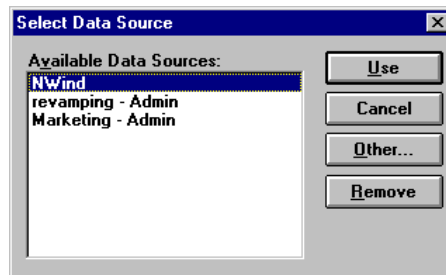 Select Data Source
Available Data Sources:
NWind
revamping - Admin
Marketing - Admin
Use
Cancel
Other...
Remove